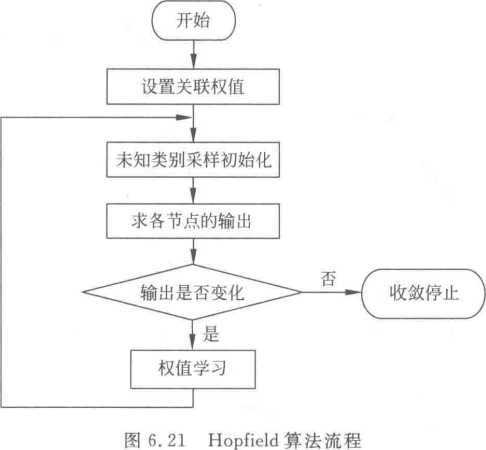 开始
设置关联权值
未知类别采样初始化
求各节点的输出
输出是否变化
否
收敛停止
是
权值学习
图 6.21 Hopfield 算法流程